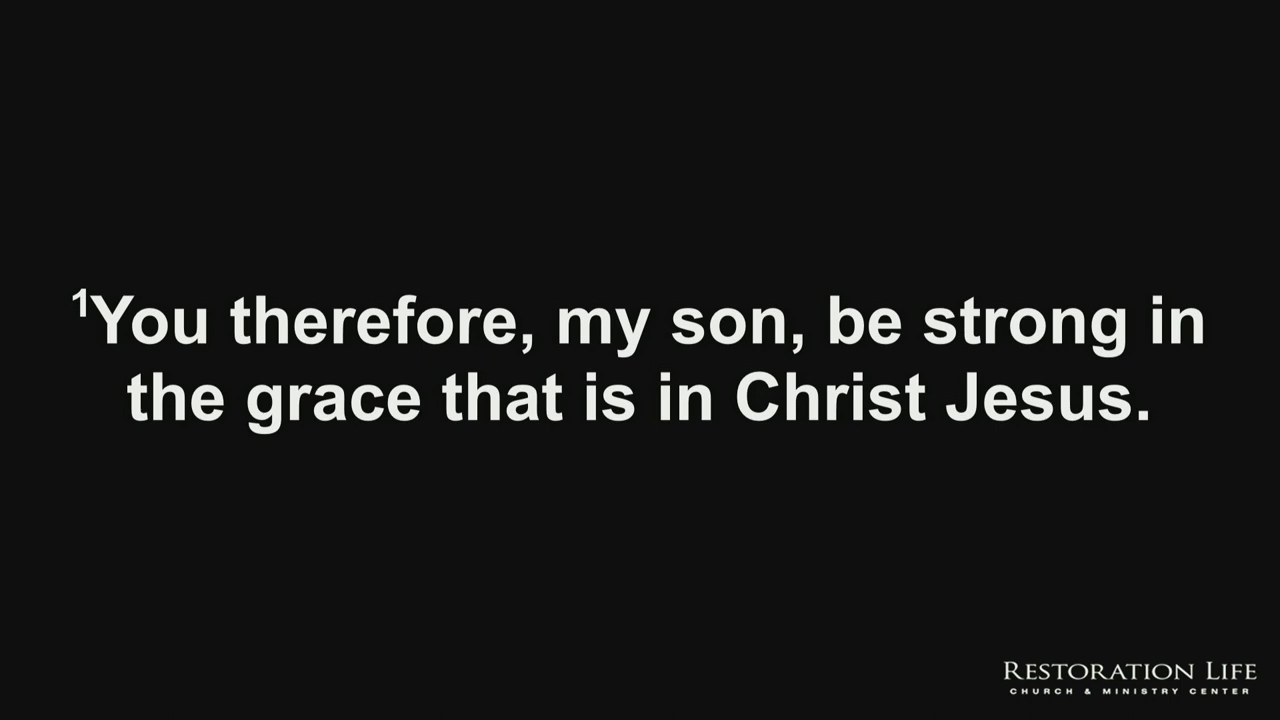 ¹You therefore, my son, be strong in
the grace that is in Christ Jesus.
RESTORATION LIFE
CHURCH & MINISTRY CENTER